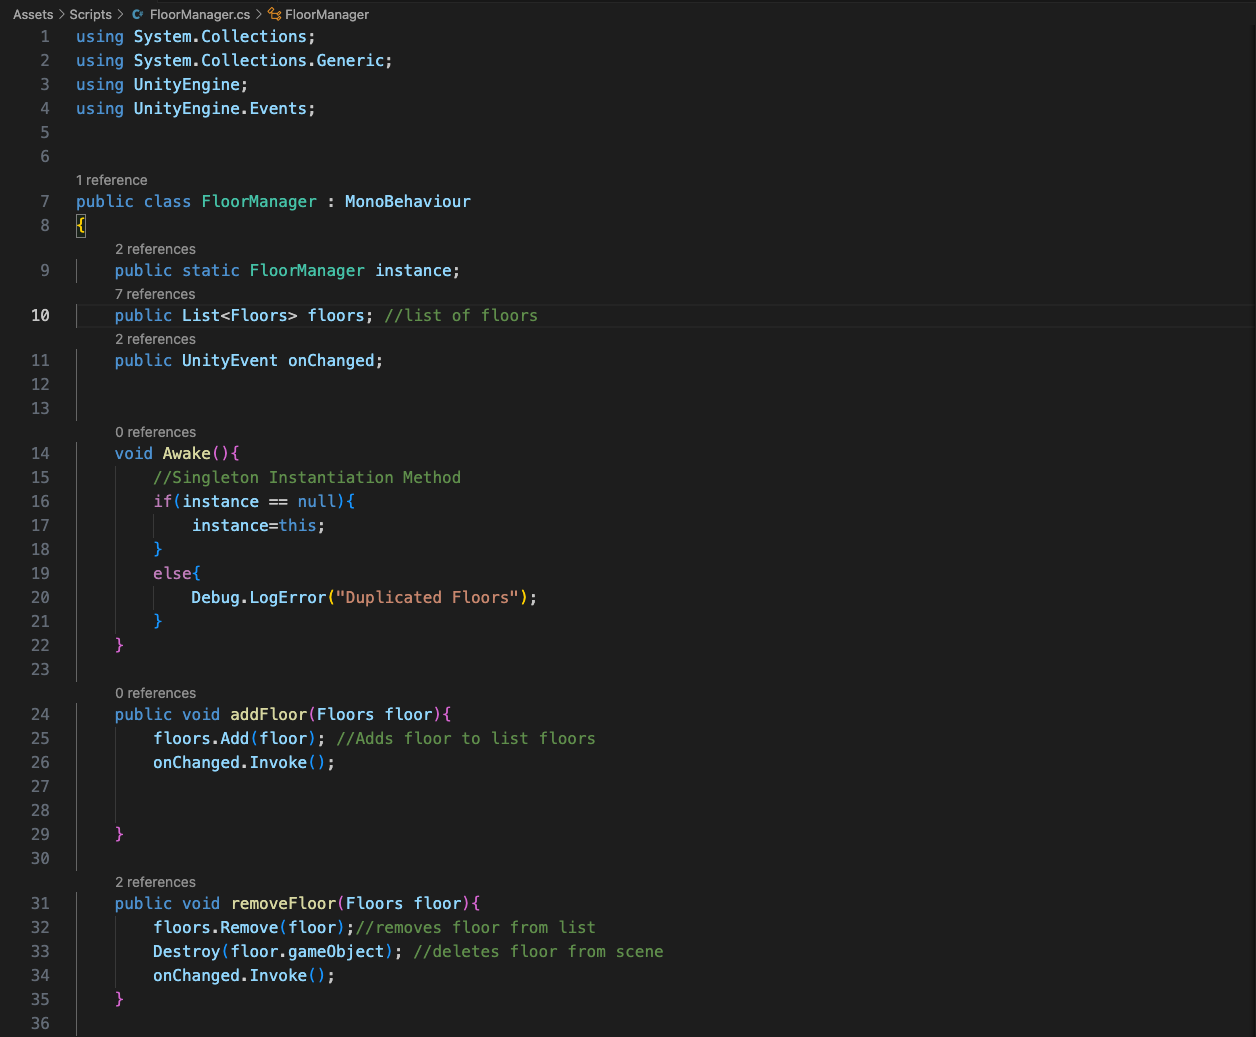 Assets > Scripts > C# FloorManager.cs > FloorManager
1 using System.Collections;
2 using System.Collections.Generic;
3 using UnityEngine;
4 using UnityEngine.Events;
5
6
1 reference
7 public class FloorManager : MonoBehaviour
8 {
2 references
9 public static FloorManager instance;
7 references
10 public List<Floors> floors; //list of floors
2 references
11 public UnityEvent onChanged;
12
13
0 references
14 void Awake(){
15 //Singleton Instantiation Method
16 if(instance == null){
17 instance=this;
18 }
19 else{
20 Debug.LogError("Duplicated Floors");
21 }
22 }
23
0 references
24 public void addFloor(Floors floor){
25 floors.Add(floor); //Adds floor to list floors
26 onChanged.Invoke();
27
28
29 }
30
2 references
31 public void removeFloor(Floors floor){
32 floors.Remove(floor);//removes floor from list
33 Destroy(floor.gameObject); //deletes floor from scene
34 onChanged.Invoke();
35 }
36